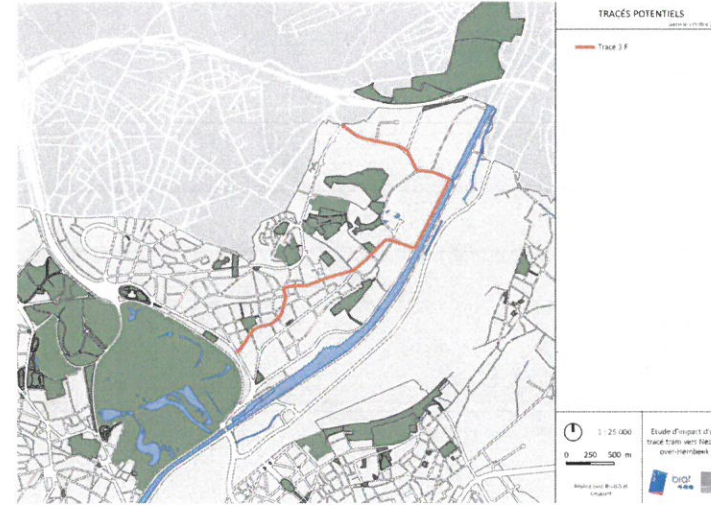 TRACÉS POTENTIELS
Tracé 3 F
1 : 25 000
0 250 500 m
Etude d'impact d'u
tracé tram vers Ned
over-Heembeek
brat